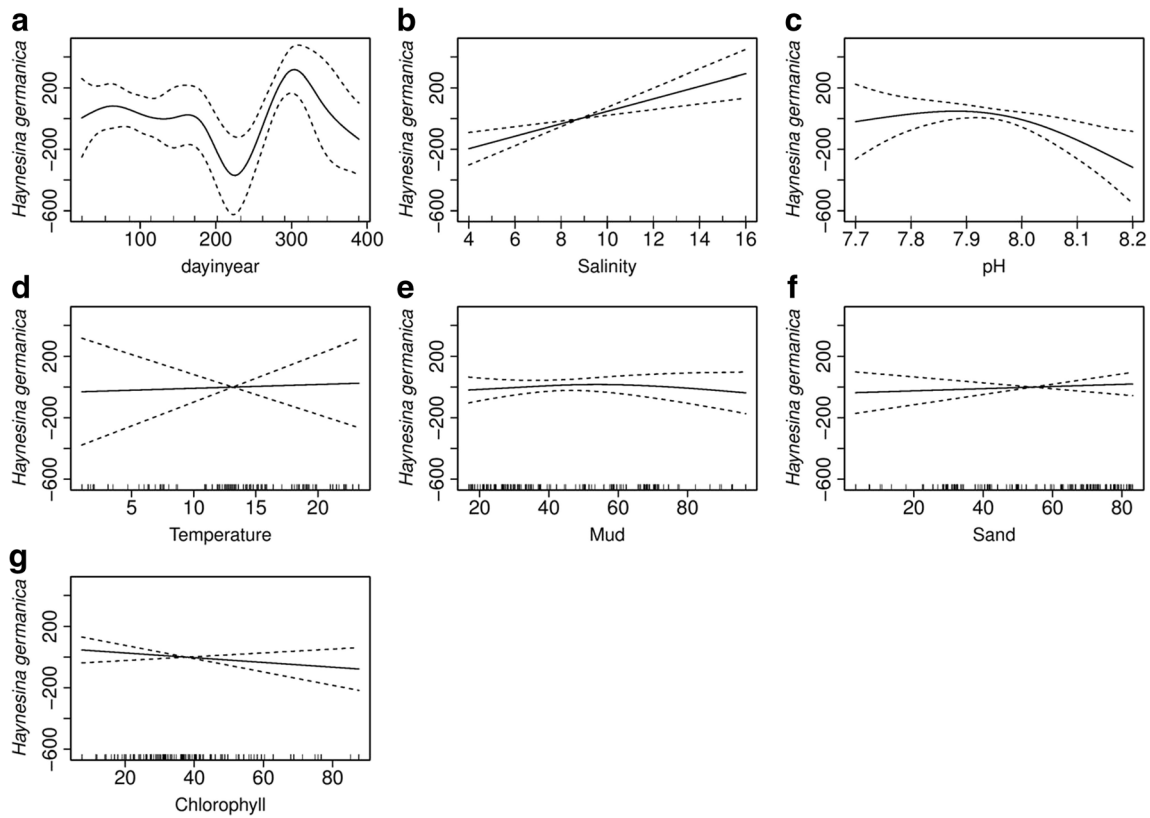 a
Haynesina germanica
200
−200
−600
100 200 300 400
dayinyear
b
Haynesina germanica
200
−200
−600
4 6 8 10 12 14 16
Salinity
c
Haynesina germanica
200
−200
−600
7.7 7.8 7.9 8.0 8.1 8.2
pH
d
Haynesina germanica
200
−200
−600
5 10 15 20
Temperature
e
Haynesina germanica
200
−200
−600
20 40 60 80
Mud
f
Haynesina germanica
200
−200
−600
20 40 60 80
Sand
g
Haynesina germanica
200
−200
−600
20 40 60 80
Chlorophyll